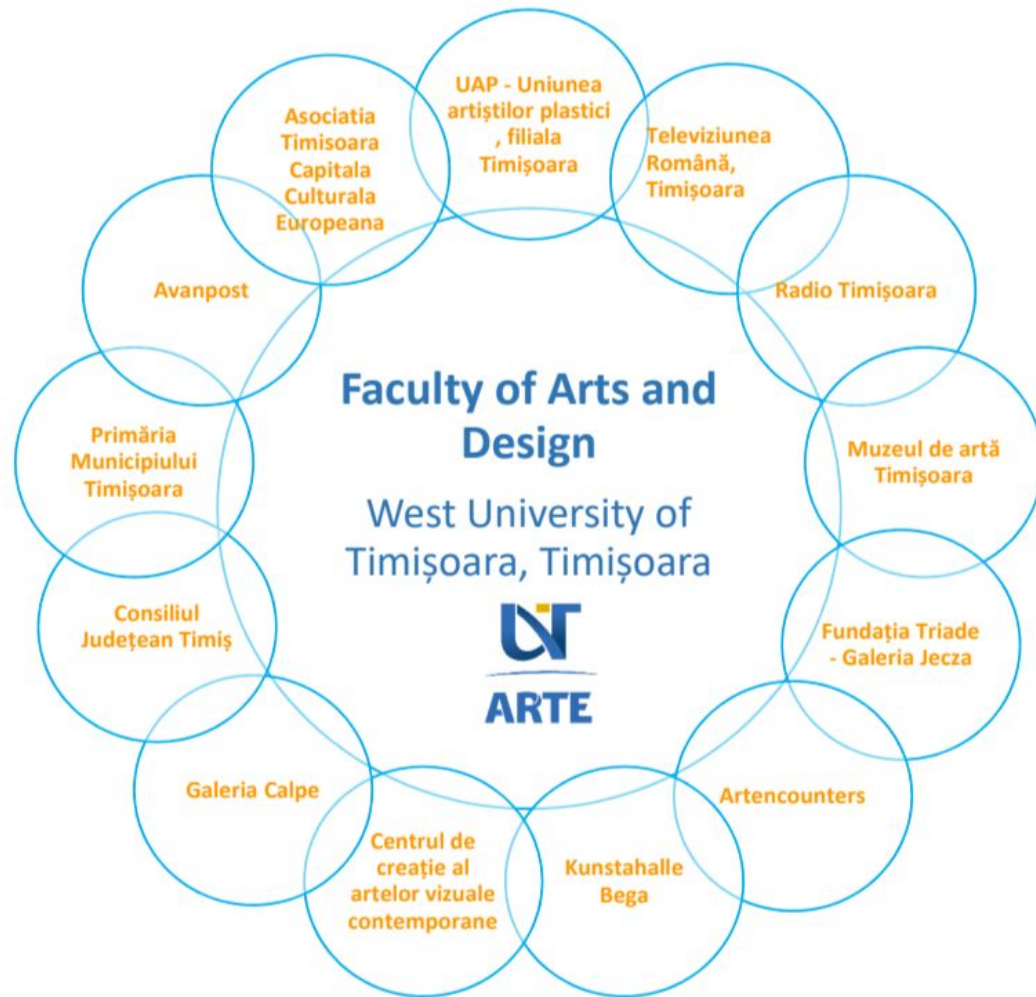 UAP - Uniunea
artiștilor plastici
, filiala
Timișoara
Televiziunea
Română,
Timișoara
Radio Timișoara
Muzeul de artă
Timișoara
Fundația Triade
- Galeria Jecza
Artencounters
Kunstahalle
Bega
Centrul de
creație al
artelor vizuale
contemporane
Galeria Calpe
Consiliul
Județean Timiș
Primăria
Municipiului
Timișoara
Avanpost
Asociatia
Timisoara
Capitala
Culturala
Europeana
Faculty of Arts and
Design
West University of
Timișoara, Timișoara
UVT
ARTE